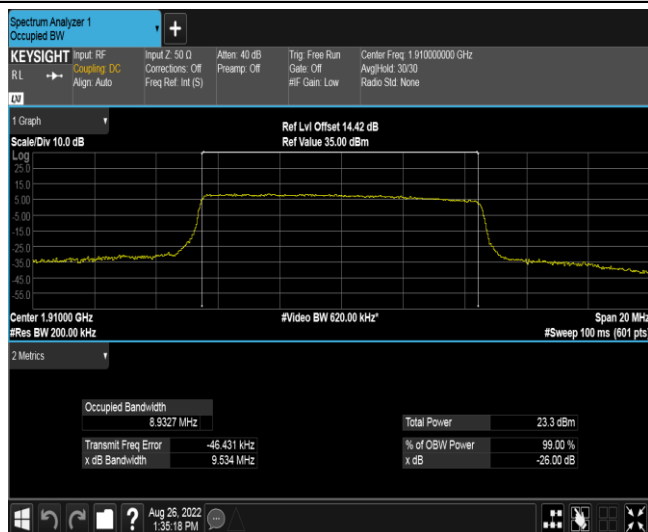 Spectrum Analyzer 1
Occupied BW
+
KEYSIGHT
RL
LXI
Input: RF
Coupling: DC
Align: Auto
Input Z: 50 Ω
Corrections: Off
Freq Ref: Int (S)
Atten: 40 dB
Preamp: Off
Trig: Free Run
Gate: Off
#IF Gain: Low
Center Freq: 1.910000000 GHz
Avg|Hold: 30/30
Radio Std: None
1 Graph
Scale/Div 10.0 dB
Ref Lvl Offset 14.42 dB
Ref Value 35.00 dBm
Log
25.0
15.0
5.00
-5.00
-15.0
-25.0
-35.0
-45.0
-55.0
Center 1.91000 GHz
#Res BW 200.00 kHz
#Video BW 620.00 kHz*
Span 20 MHz
#Sweep 100 ms (601 pts)
2 Metrics
Occupied Bandwidth
8.9327 MHz
Transmit Freq Error -46.431 kHz
x dB Bandwidth 9.534 MHz
Total Power 23.3 dBm
% of OBW Power 99.00 %
x dB -26.00 dB
?
Aug 26, 2022
1:35:18 PM